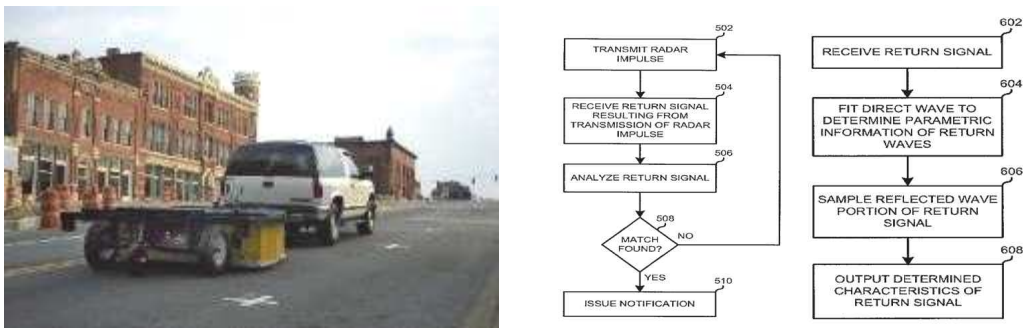 502
TRANSMIT RADAR
IMPULSE
504
RECEIVE RETURN SIGNAL
RESULTING FROM
TRANSMISSION OF RADAR
IMPULSE
506
ANALYZE RETURN SIGNAL
508
MATCH
FOUND?
NO
YES
510
ISSUE NOTIFICATION
602
RECEIVE RETURN SIGNAL
604
FIT DIRECT WAVE TO
DETERMINE PARAMETRIC
INFORMATION OF RETURN
WAVES
606
SAMPLE REFLECTED WAVE
PORTION OF RETURN
SIGNAL
608
OUTPUT DETERMINED
CHARACTERISTICS OF
RETURN SIGNAL